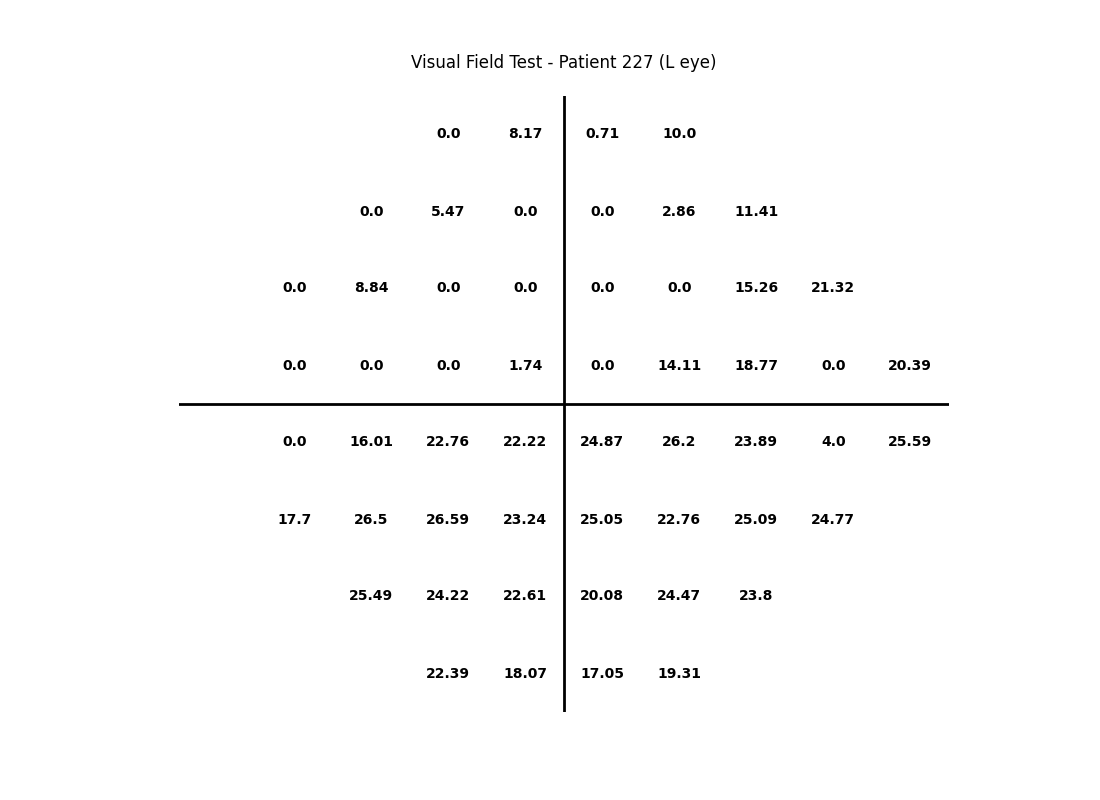 Visual Field Test - Patient 227 (L eye)
0.0 8.17 0.71 10.0
0.0 5.47 0.0 0.0 2.86 11.41
0.0 8.84 0.0 0.0 0.0 0.0 15.26 21.32
0.0 0.0 0.0 1.74 0.0 14.11 18.77 0.0 20.39
0.0 16.01 22.76 22.22 24.87 26.2 23.89 4.0 25.59
17.7 26.5 26.59 23.24 25.05 22.76 25.09 24.77
25.49 24.22 22.61 20.08 24.47 23.8
22.39 18.07 17.05 19.31